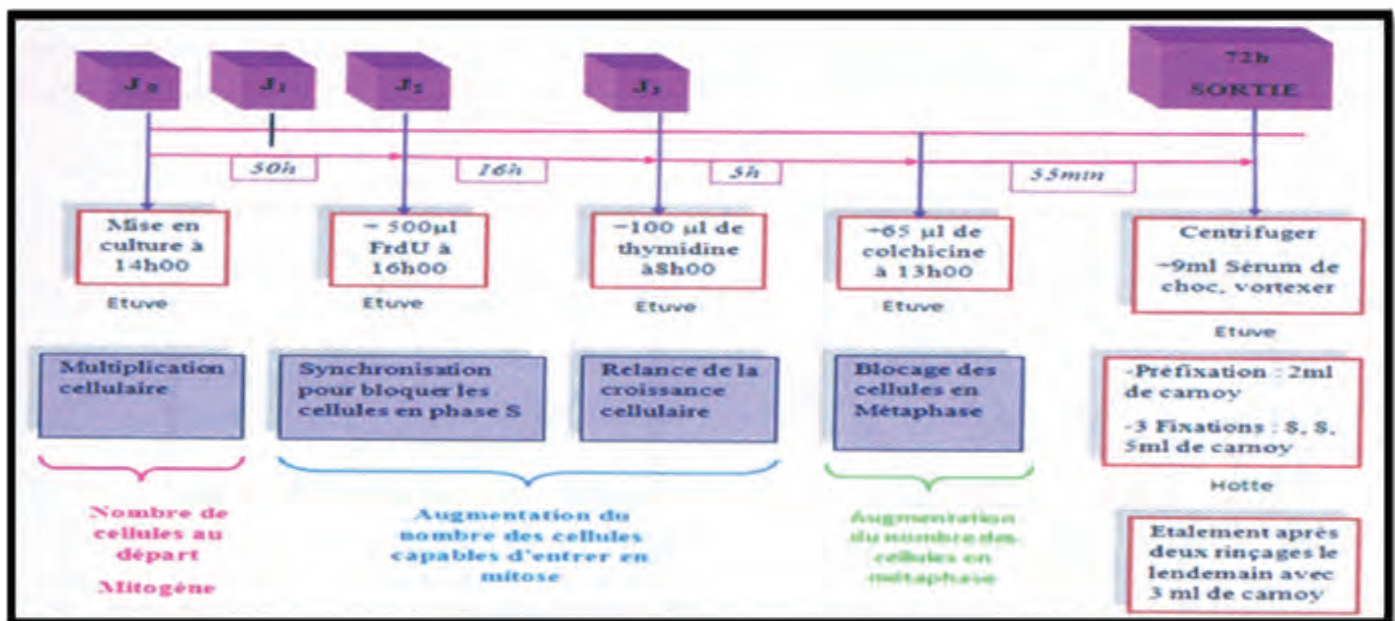 J0
J1
J2
J3
72h
SORTIE
50h
16h
5h
55min
Mise en
culture à
14h00
Etuve
500µl
FrdU à
16h00
Etuve
100 µl de
thymidine
à8h00
Etuve
65 µl de
colchicine
à 13h00
Etuve
Centrifuger
9ml Sérum de
choc, vortexer
Etuve
Multiplication
cellulaire
Synchronisation
pour bloquer les
cellules en phase S
Relance de la
croissance
cellulaire
Blocage des
cellules en
Métaphase
-Préfixation : 2ml
de carnoy
-3 Fixations : 8, 8,
5ml de carnoy
Hotte
Nombre de
cellules au
départ
Mitogène
Augmentation du
nombre des cellules
capables d'entrer en
mitose
Augmentation
du nombre des
cellules en
métaphase
Etalement après
deux rinçages le
lendemain avec
3 ml de carnoy